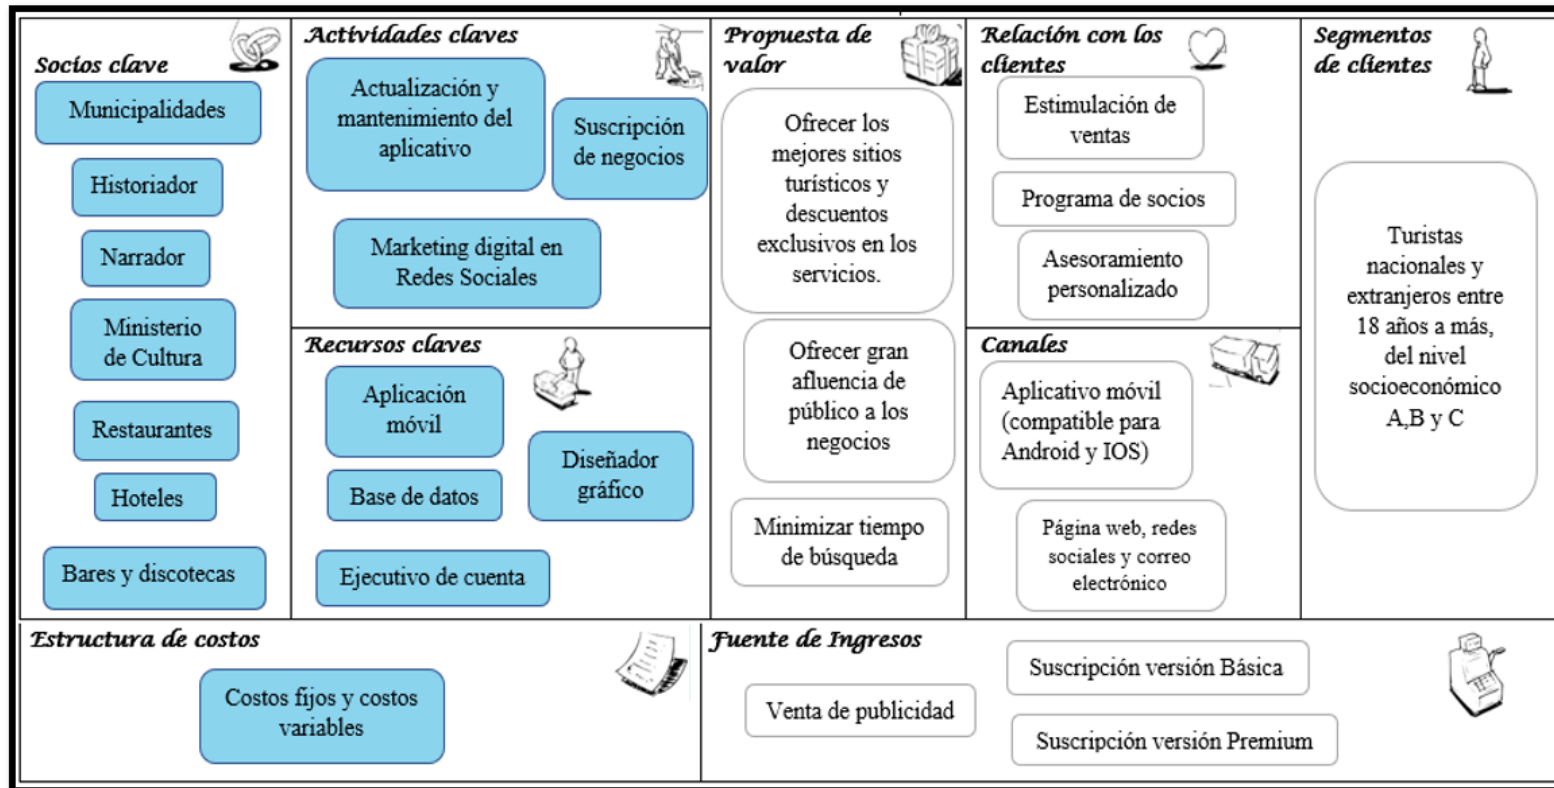 Socios clave
Municipalidades
Historiador
Narrador
Ministerio
de Cultura
Restaurantes
Hoteles
Bares y discotecas
Actividades claves
Actualización y
mantenimiento del
aplicativo
Suscripción
de negocios
Marketing digital en
Redes Sociales
Recursos claves
Aplicación
móvil
Diseñador
gráfico
Base de datos
Ejecutivo de cuenta
Propuesta de
valor
Ofrecer los
mejores sitios
turísticos y
descuentos
exclusivos en los
servicios.
Ofrecer gran
afluencia de
público a los
negocios
Minimizar tiempo
de búsqueda
Relación con los
clientes
Estimulación de
ventas
Programa de socios
Asesoramiento
personalizado
Canales
Aplicativo móvil
(compatible para
Android y IOS)
Página web, redes
sociales y correo
electrónico
Segmentos
de clientes
Turistas
nacionales y
extranjeros entre
18 años a más,
del nivel
socioeconómico
A,B y C
Estructura de costos
Costos fijos y costos
variables
Fuente de Ingresos
Venta de publicidad
Suscripción versión Básica
Suscripción versión Premium